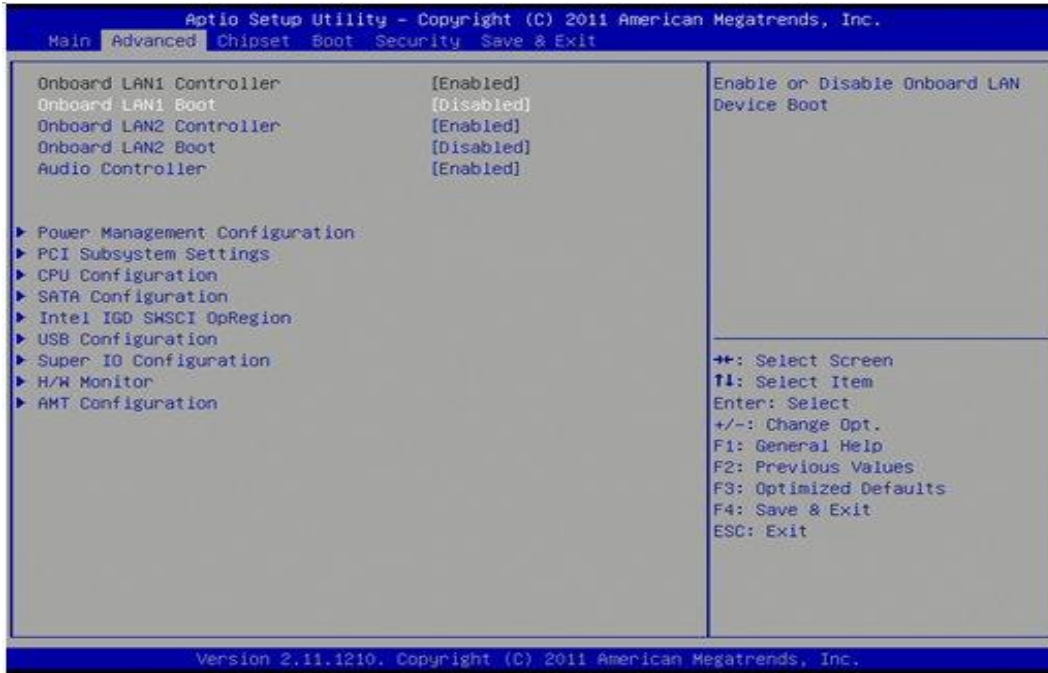 Aptio Setup Utility – Copyright (C) 2011 American Megatrends, Inc.
Main Advanced Chipset Boot Security Save & Exit
Onboard LAN1 Controller [Enabled]
Onboard LAN1 Boot [Disabled]
Onboard LAN2 Controller [Enabled]
Onboard LAN2 Boot [Disabled]
Audio Controller [Enabled]
► Power Management Configuration
► PCI Subsystem Settings
► CPU Configuration
► SATA Configuration
► Intel IGD SWSCI OpRegion
► USB Configuration
► Super IO Configuration
► H/W Monitor
► AMT Configuration
Enable or Disable Onboard LAN
Device Boot
→←: Select Screen
↑↓: Select Item
Enter: Select
+/-: Change Opt.
F1: General Help
F2: Previous Values
F3: Optimized Defaults
F4: Save & Exit
ESC: Exit
Version 2.11.1210. Copyright (C) 2011 American Megatrends, Inc.